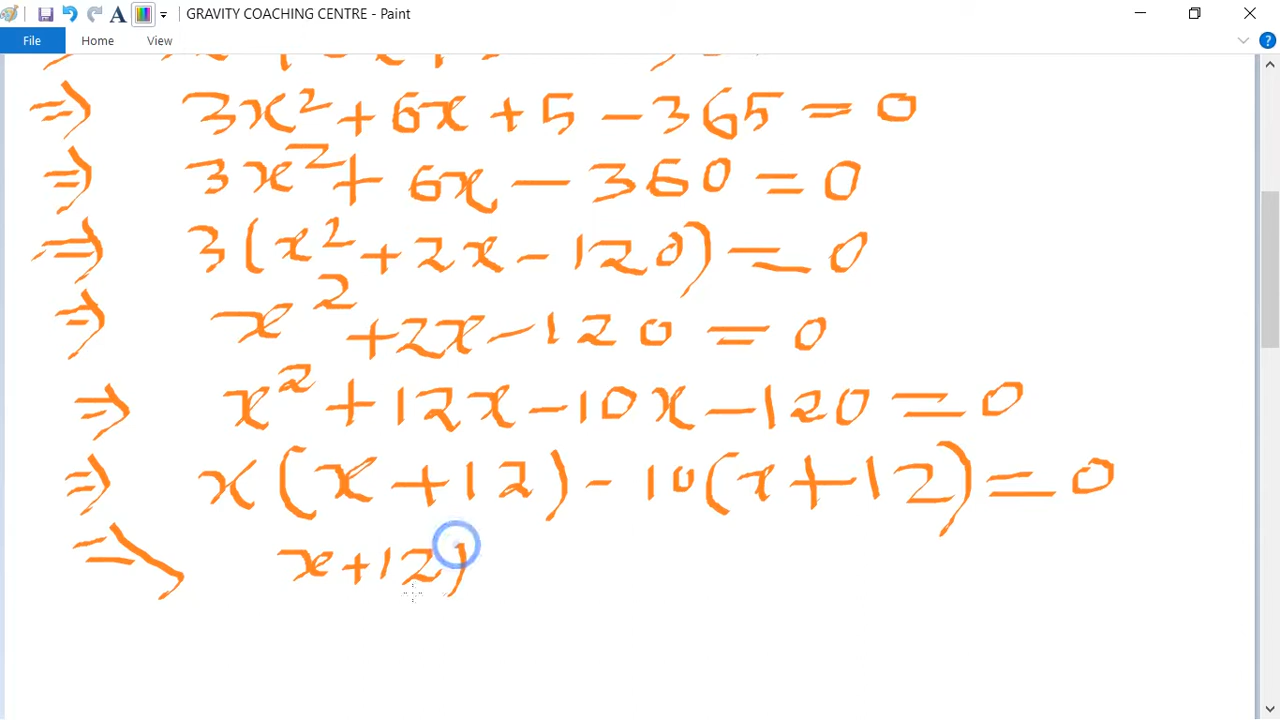 GRAVITY COACHING CENTRE - Paint
File Home View
⇒ 3x² + 6x + 5 - 365 = 0
⇒ 3x² + 6x - 360 = 0
⇒ 3(x² + 2x - 120) = 0
⇒ x² + 2x - 120 = 0
⇒ x² + 12x - 10x - 120 = 0
⇒ x(x + 12) - 10(x + 12) = 0
⇒ x + 12)